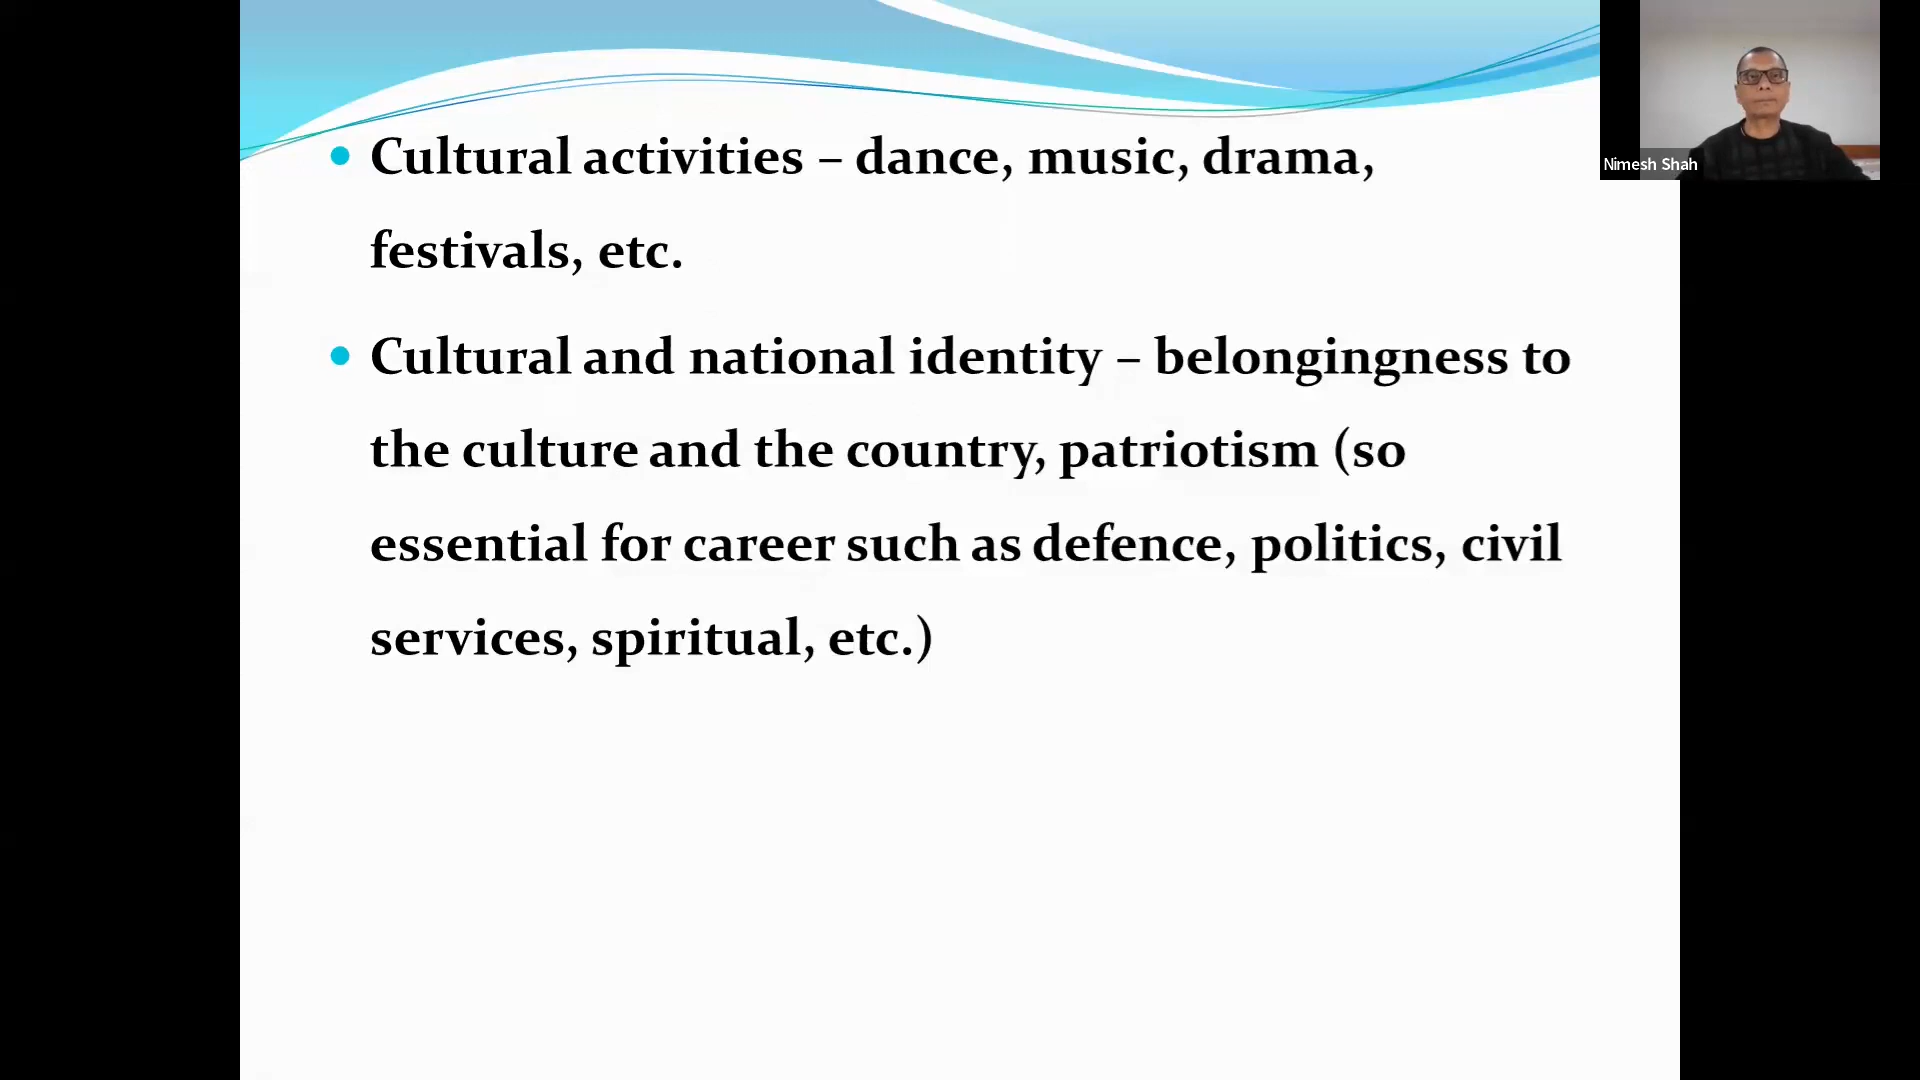 • Cultural activities – dance, music, drama,
festivals, etc.
• Cultural and national identity – belongingness to
the culture and the country, patriotism (so
essential for career such as defence, politics, civil
services, spiritual, etc.)
Nimesh Shah